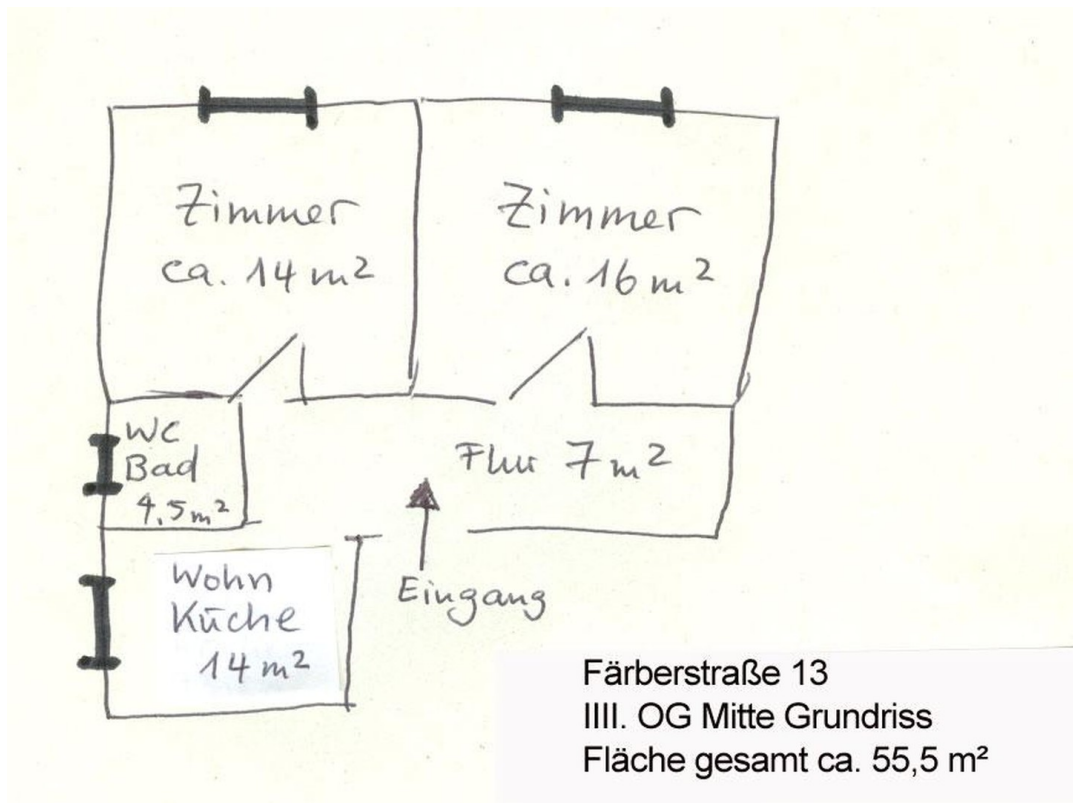 Zimmer
ca. 14 m²
Zimmer
ca. 16 m²
WC
Bad
4,5 m²
Flur 7 m²
Eingang
Wohn
Küche
14 m²
Färberstraße 13
IIII. OG Mitte Grundriss
Fläche gesamt ca. 55,5 m²